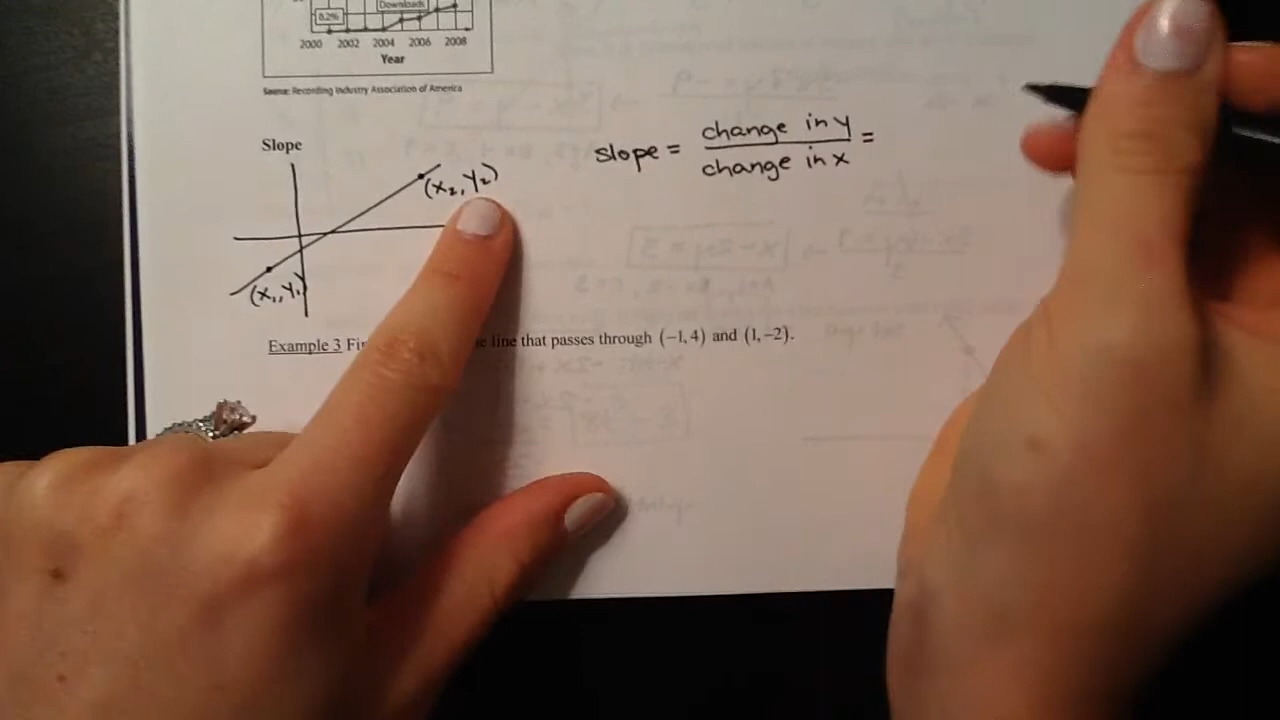 Downloads
0.2%
2000 2002 2004 2006 2008
Year
Source: Recording Industry Association of America
Slope
(x₂, y₂)
(x₁, y₁)
slope = change in y / change in x =
Example 3 line that passes through (−1, 4) and (1, −2).